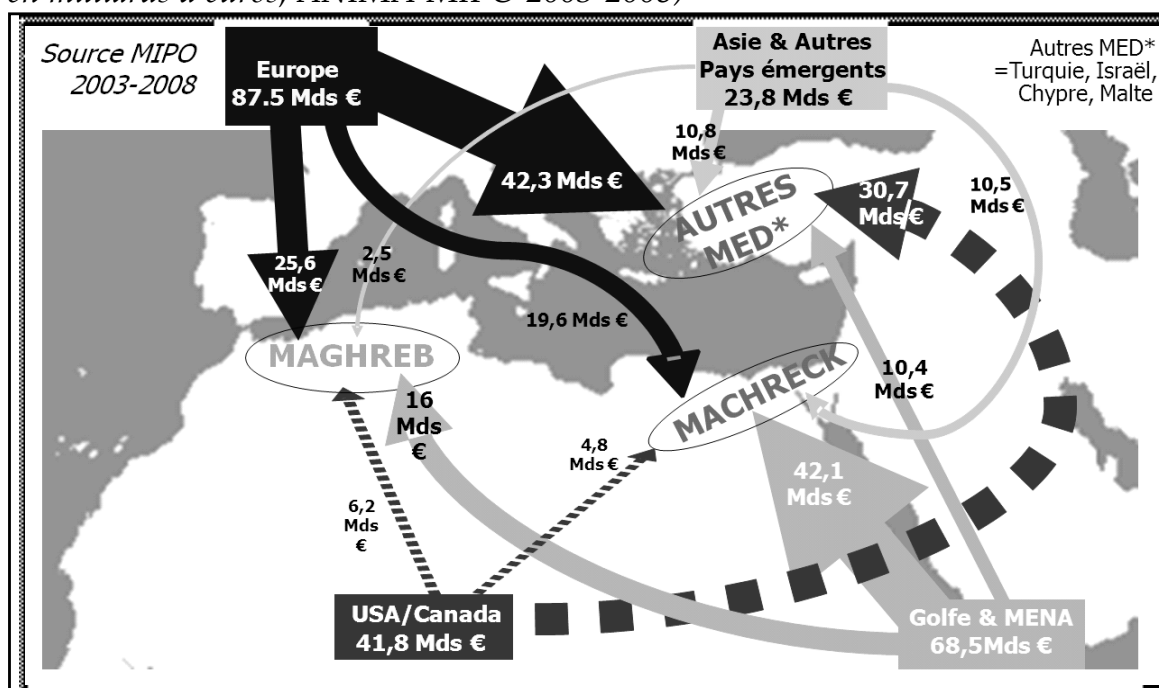 en milliards d'euros, ANIMA-MIPO 2003-2008)
Source MIPO
2003-2008
Europe
87.5 Mds €
Asie & Autres
Pays émergents
23,8 Mds €
Autres MED*
=Turquie, Israël,
Chypre, Malte
10,8
Mds €
42,3 Mds €
AUTRES
MED*
30,7
Mds €
10,5
Mds €
25,6
Mds €
2,5
Mds €
19,6 Mds €
MAGHREB
MACHRECK
10,4
Mds €
16
Mds
€
4,8
Mds €
42,1
Mds €
6,2
Mds
€
USA/Canada
41,8 Mds €
Golfe & MENA
68,5Mds €